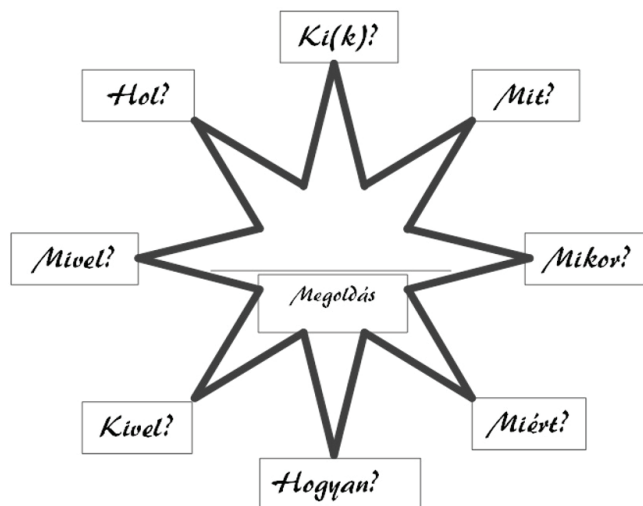 Ki(k)?
Hol?
Mit?
Mivel?
Mikor?
Megoldás
Kivel?
Miért?
Hogyan?